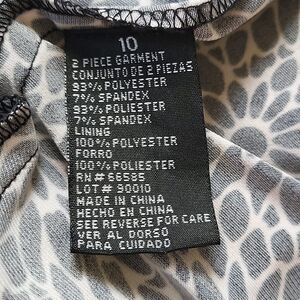 10
2 PIECE GARMENT
CONJUNTO DE 2 PIEZAS
93% POLYESTER
7% SPANDEX
93% POLIESTER
7% SPANDEX
LINING
100% POLYESTER
FORRO
100% POLIESTER
RN# 66585
LOT# 90010
MADE IN CHINA
HECHO EN CHINA
SEE REVERSE FOR CARE
VER AL DORSO
PARA CUIDADO